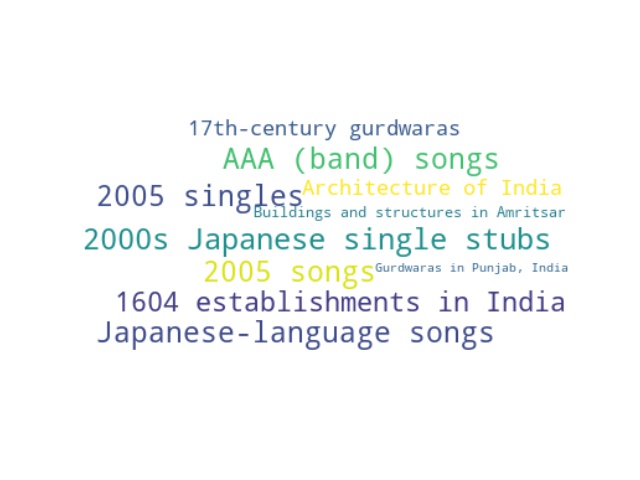 17th-century gurdwaras
AAA (band) songs
Architecture of India
2005 singles
Buildings and structures in Amritsar
2000s Japanese single stubs
2005 songs
Gurdwaras in Punjab, India
1604 establishments in India
Japanese-language songs